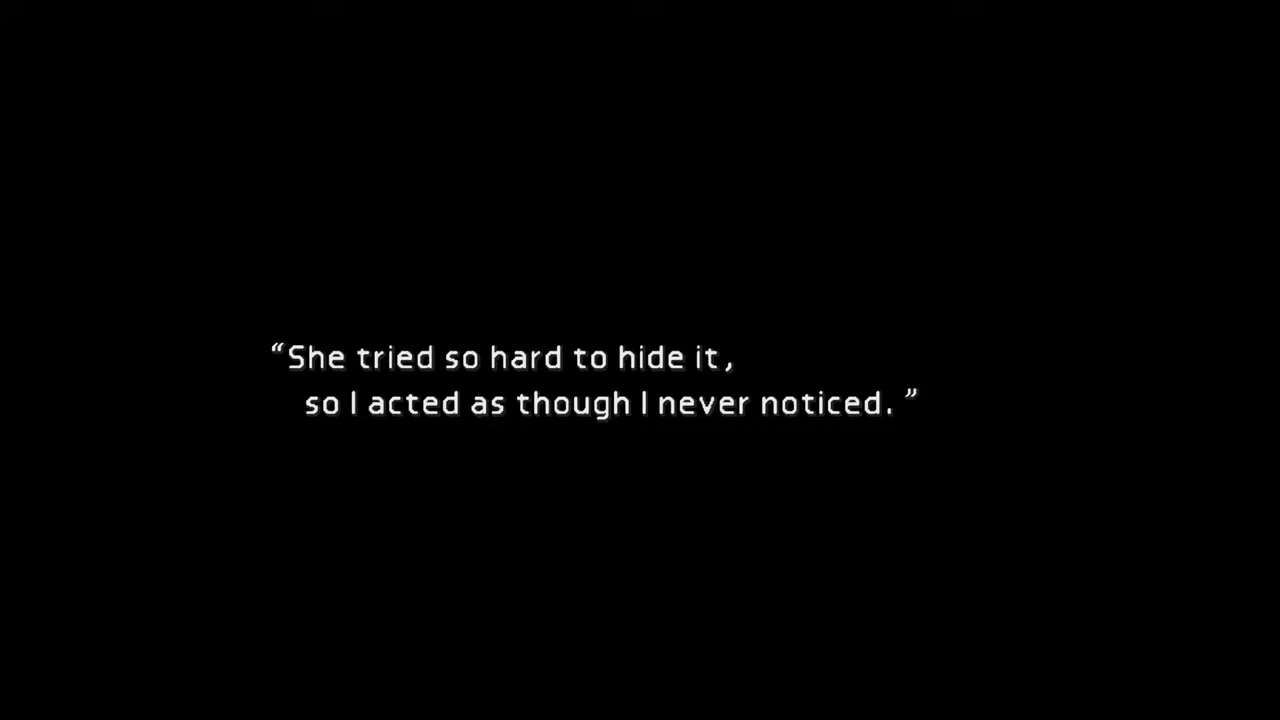 “She tried so hard to hide it,
so I acted as though I never noticed. ”